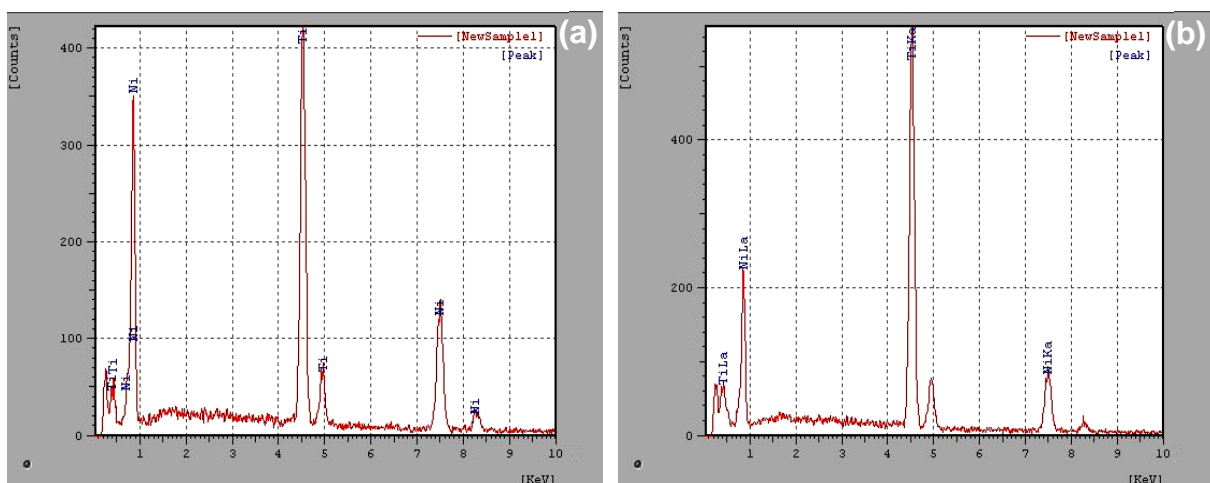 (a)
[NewSample1]
[Peak]
[Counts]
400
300
200
100
0
Ni
Ni
Ni
TiTi
Ti
Ti
Ni
Ni
1 2 3 4 5 6 7 8 9 10
[KeV]
(b)
[NewSample1]
[Peak]
[Counts]
400
200
0
TiLa
NiLa
TiKa
NiKa
1 2 3 4 5 6 7 8 9 10
[KeV]